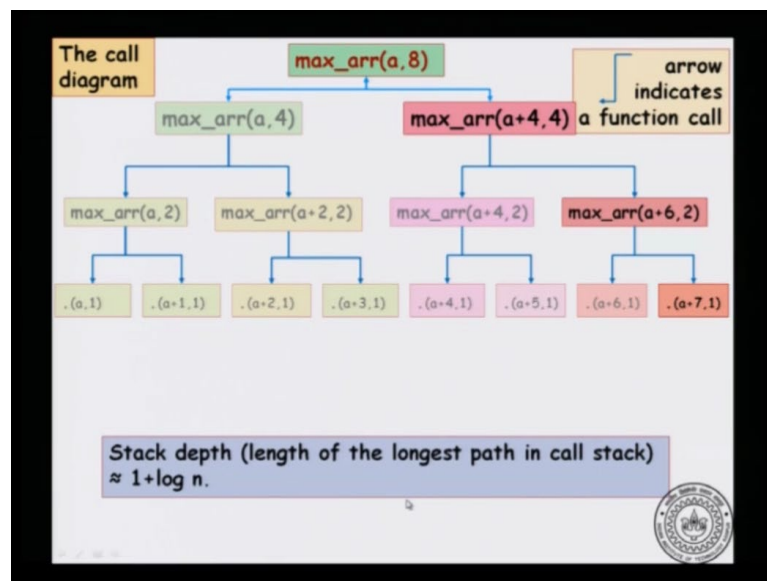 The call
diagram
max_arr(a,8)
arrow
indicates
a function call
max_arr(a,4)
max_arr(a+4,4)
max_arr(a,2)
max_arr(a+2,2)
max_arr(a+4,2)
max_arr(a+6,2)
.(a,1)
.(a+1,1)
.(a+2,1)
.(a+3,1)
.(a+4,1)
.(a+5,1)
.(a+6,1)
.(a+7,1)
Stack depth (length of the longest path in call stack)
≈ 1+log n.